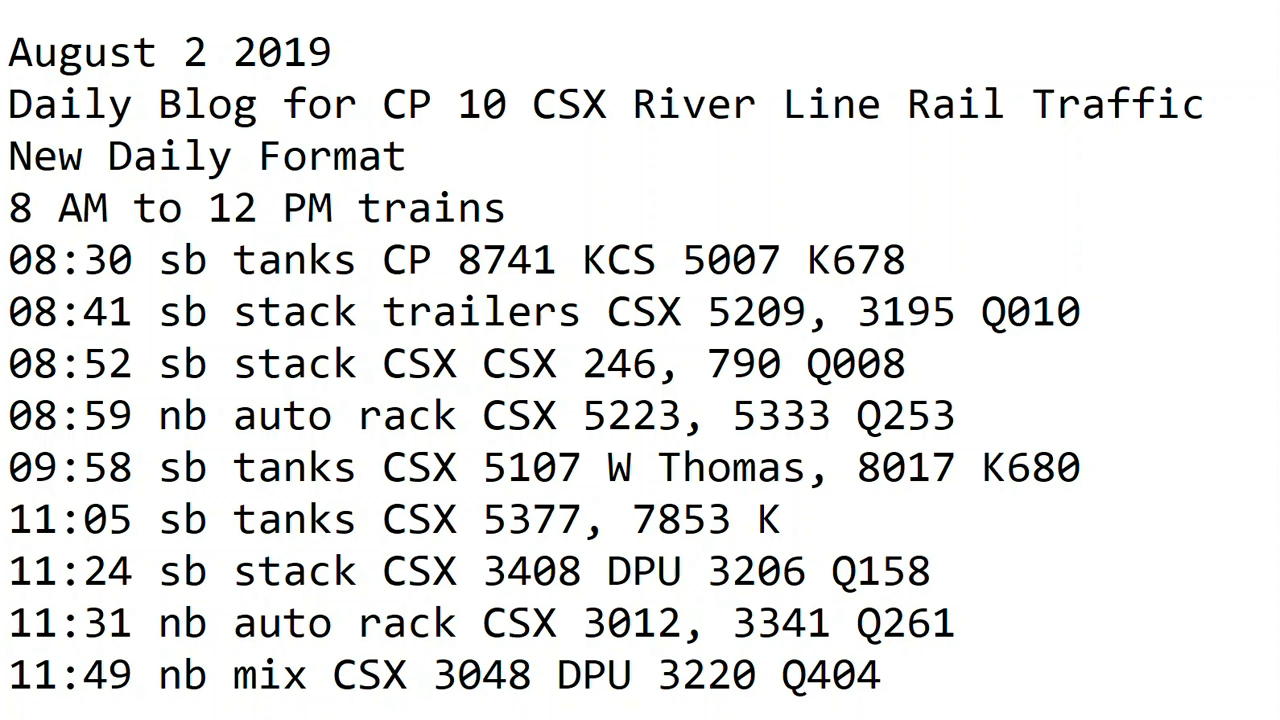 August 2 2019
Daily Blog for CP 10 CSX River Line Rail Traffic
New Daily Format
8 AM to 12 PM trains
08:30 sb tanks CP 8741 KCS 5007 K678
08:41 sb stack trailers CSX 5209, 3195 Q010
08:52 sb stack CSX CSX 246, 790 Q008
08:59 nb auto rack CSX 5223, 5333 Q253
09:58 sb tanks CSX 5107 W Thomas, 8017 K680
11:05 sb tanks CSX 5377, 7853 K
11:24 sb stack CSX 3408 DPU 3206 Q158
11:31 nb auto rack CSX 3012, 3341 Q261
11:49 nb mix CSX 3048 DPU 3220 Q404